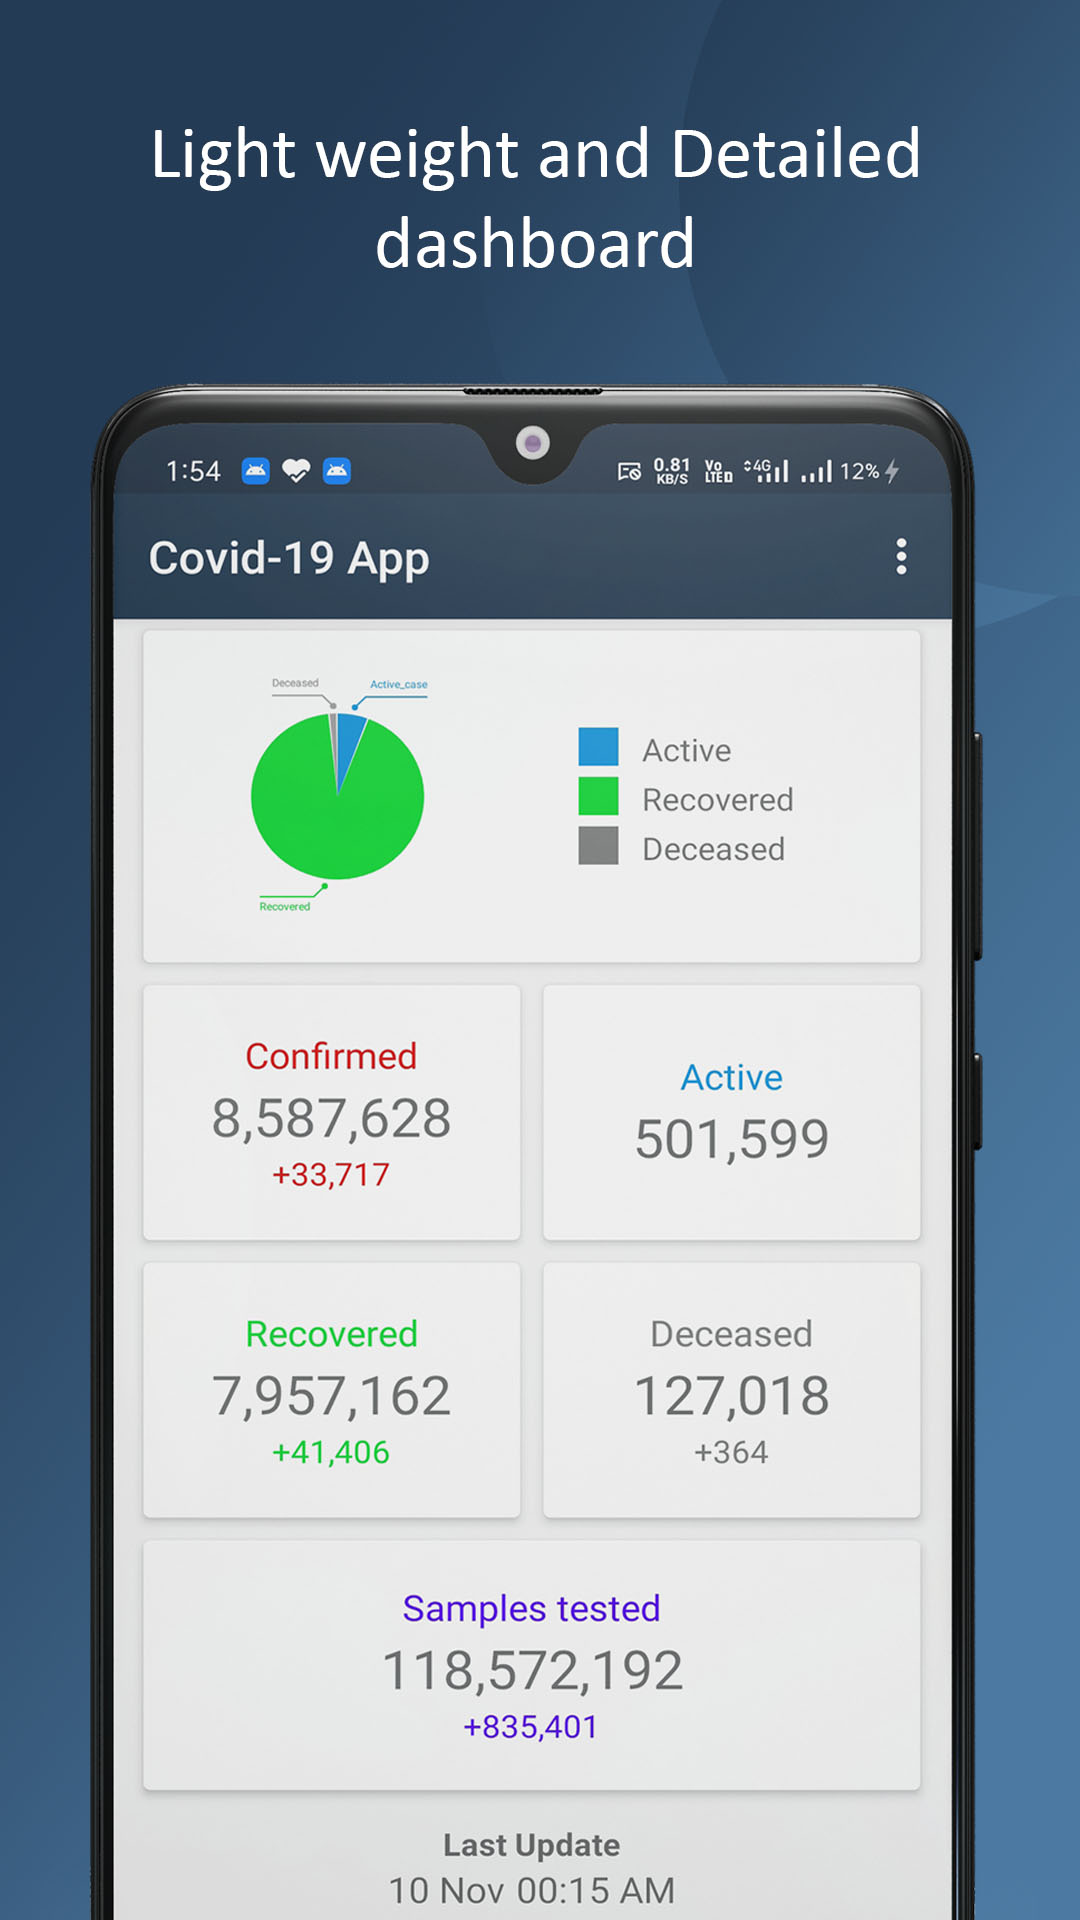 Light weight and Detailed
dashboard
1:54
0.81
KB/S
Vo
LTE
4G
12%
Covid-19 App
Deceased
Active_case
Recovered
Active
Recovered
Deceased
Confirmed
8,587,628
+33,717
Active
501,599
Recovered
7,957,162
+41,406
Deceased
127,018
+364
Samples tested
118,572,192
+835,401
Last Update
10 Nov 00:15 AM